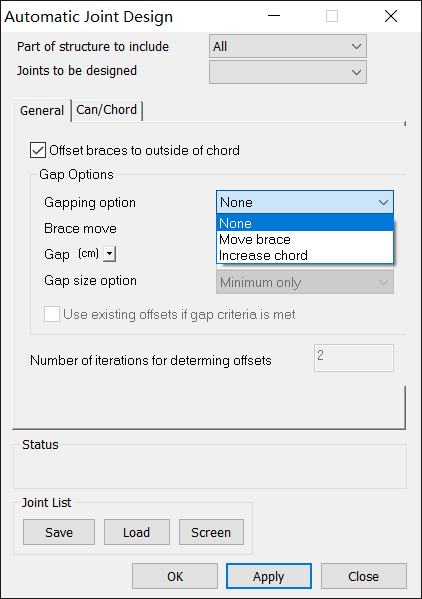 Automatic Joint Design
Part of structure to include All
Joints to be designed
General Can/Chord
Offset braces to outside of chord
Gap Options
Gapping option None
None
Brace move
Move brace
Gap (cm) Increase chord
Gap size option Minimum only
Use existing offsets if gap criteria is met
Number of iterations for determing offsets 2
Status
Joint List
Save Load Screen
OK Apply Close